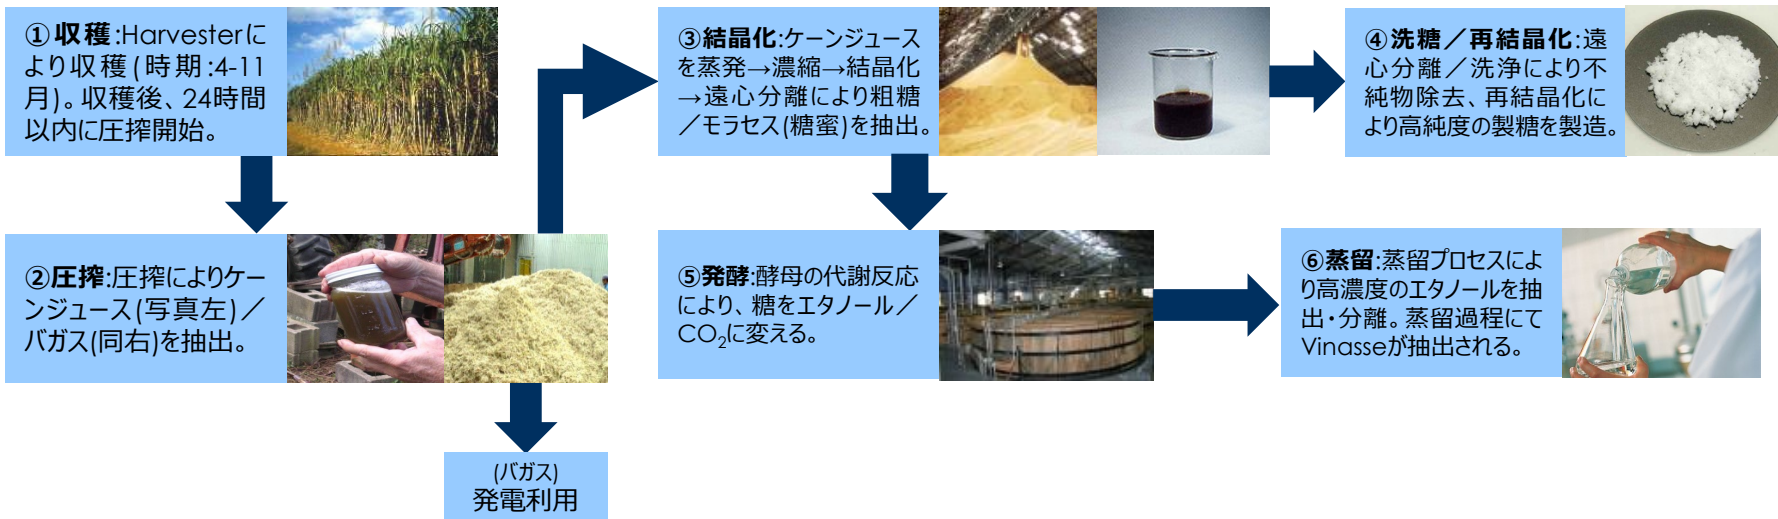 ①収穫:Harvesterに
より収穫(時期:4-11
月)。収穫後、24時間
以内に圧搾開始。
②圧搾:圧搾によりケー
ンジュース(写真左)／
バガス(同右)を抽出。
(バガス)
発電利用
③結晶化:ケーンジュース
を蒸発→濃縮→結晶化
→遠心分離により粗糖
／モラセス(糖蜜)を抽出。
④洗糖／再結晶化:遠
心分離／洗浄により不
純物除去、再結晶化に
より高純度の製糖を製造。
⑤発酵:酵母の代謝反応
により、糖をエタノール／
CO₂に変える。
⑥蒸留:蒸留プロセスによ
り高濃度のエタノールを抽
出・分離。蒸留過程にて
Vinasseが抽出される。